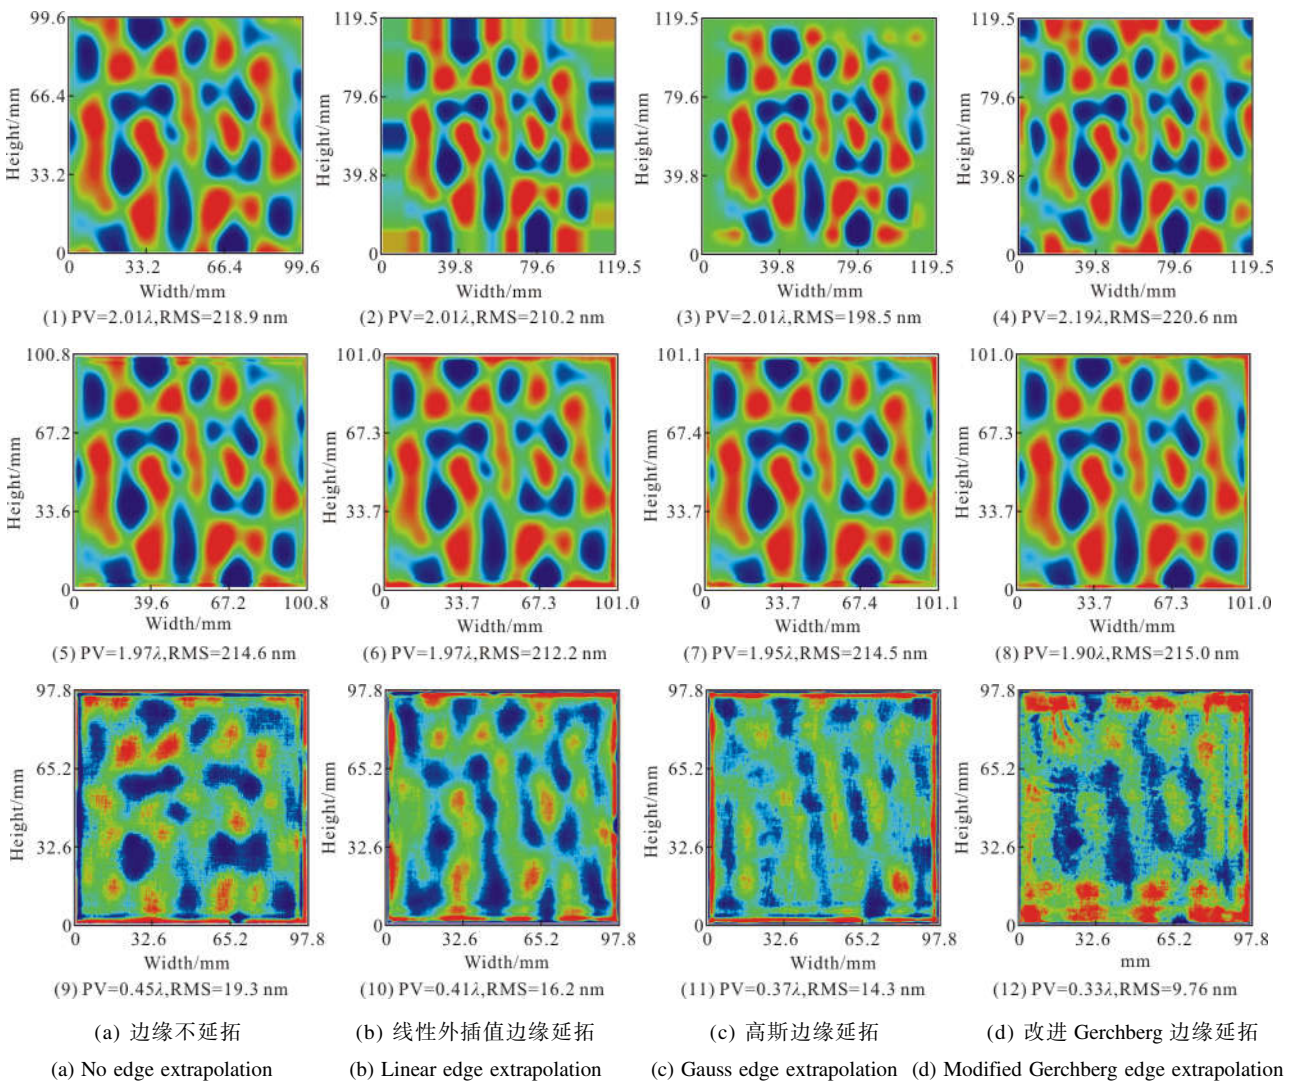 99.6 119.5 119.5 119.5
Height/mm Height/mm Height/mm Height/mm
66.4 79.6 79.6 79.6
33.2 39.8 39.8 39.8
0 0 0 0
0 33.2 66.4 99.6 0 39.8 79.6 119.5 0 39.8 79.6 119.5 0 39.8 79.6 119.5
Width/mm Width/mm Width/mm Width/mm
(1) PV=2.01λ,RMS=218.9 nm (2) PV=2.01λ,RMS=210.2 nm (3) PV=2.01λ,RMS=198.5 nm (4) PV=2.19λ,RMS=220.6 nm
100.8 101.0 101.1 101.0
Height/mm Height/mm Height/mm Height/mm
67.2 67.3 67.4 67.3
33.6 33.7 33.7 33.7
0 0 0 0
0 39.6 67.2 100.8 0 33.7 67.3 101.0 0 33.7 67.4 101.1 0 33.7 67.3 101.0
Width/mm Width/mm Width/mm Width/mm
(5) PV=1.97λ,RMS=214.6 nm (6) PV=1.97λ,RMS=212.2 nm (7) PV=1.95λ,RMS=214.5 nm (8) PV=1.90λ,RMS=215.0 nm
97.8 97.8 97.8 97.8
Height/mm Height/mm Height/mm Height/mm
65.2 65.2 65.2 65.2
32.6 32.6 32.6 32.6
0 0 0 0
0 32.6 65.2 97.8 0 32.6 65.2 97.8 0 32.6 65.2 97.8 0 32.6 65.2 97.8
Width/mm Width/mm Width/mm mm
(9) PV=0.45λ,RMS=19.3 nm (10) PV=0.41λ,RMS=16.2 nm (11) PV=0.37λ,RMS=14.3 nm (12) PV=0.33λ,RMS=9.76 nm
(a) 边缘不延拓 (b) 线性外插值边缘延拓 (c) 高斯边缘延拓 (d) 改进 Gerchberg 边缘延拓
(a) No edge extrapolation (b) Linear edge extrapolation (c) Gauss edge extrapolation (d) Modified Gerchberg edge extrapolation